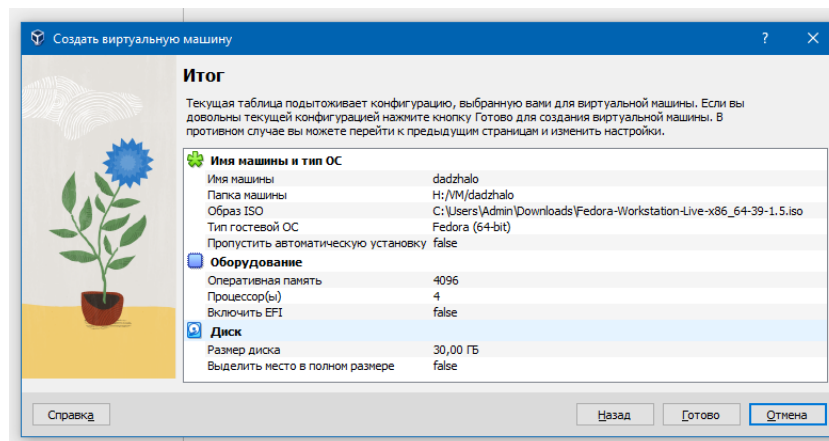 Создать виртуальную машину
Итог
Текущая таблица подытоживает конфигурацию, выбранную вами для виртуальной машины. Если вы
довольны текущей конфигурацией нажмите кнопку Готово для создания виртуальной машины. В
противном случае вы можете перейти к предыдущим страницам и изменить настройки.
Имя машины и тип ОС
Имя машины dadzhalo
Папка машины H:/VM/dadzhalo
Образ ISO C:\Users\Admin\Downloads\Fedora-Workstation-Live-x86_64-39-1.5.iso
Тип гостевой ОС Fedora (64-bit)
Пропустить автоматическую установку false
Оборудование
Оперативная память 4096
Процессор(ы) 4
Включить EFI false
Диск
Размер диска 30,00 ГБ
Выделить место в полном размере false
Справка Назад Готово Отмена